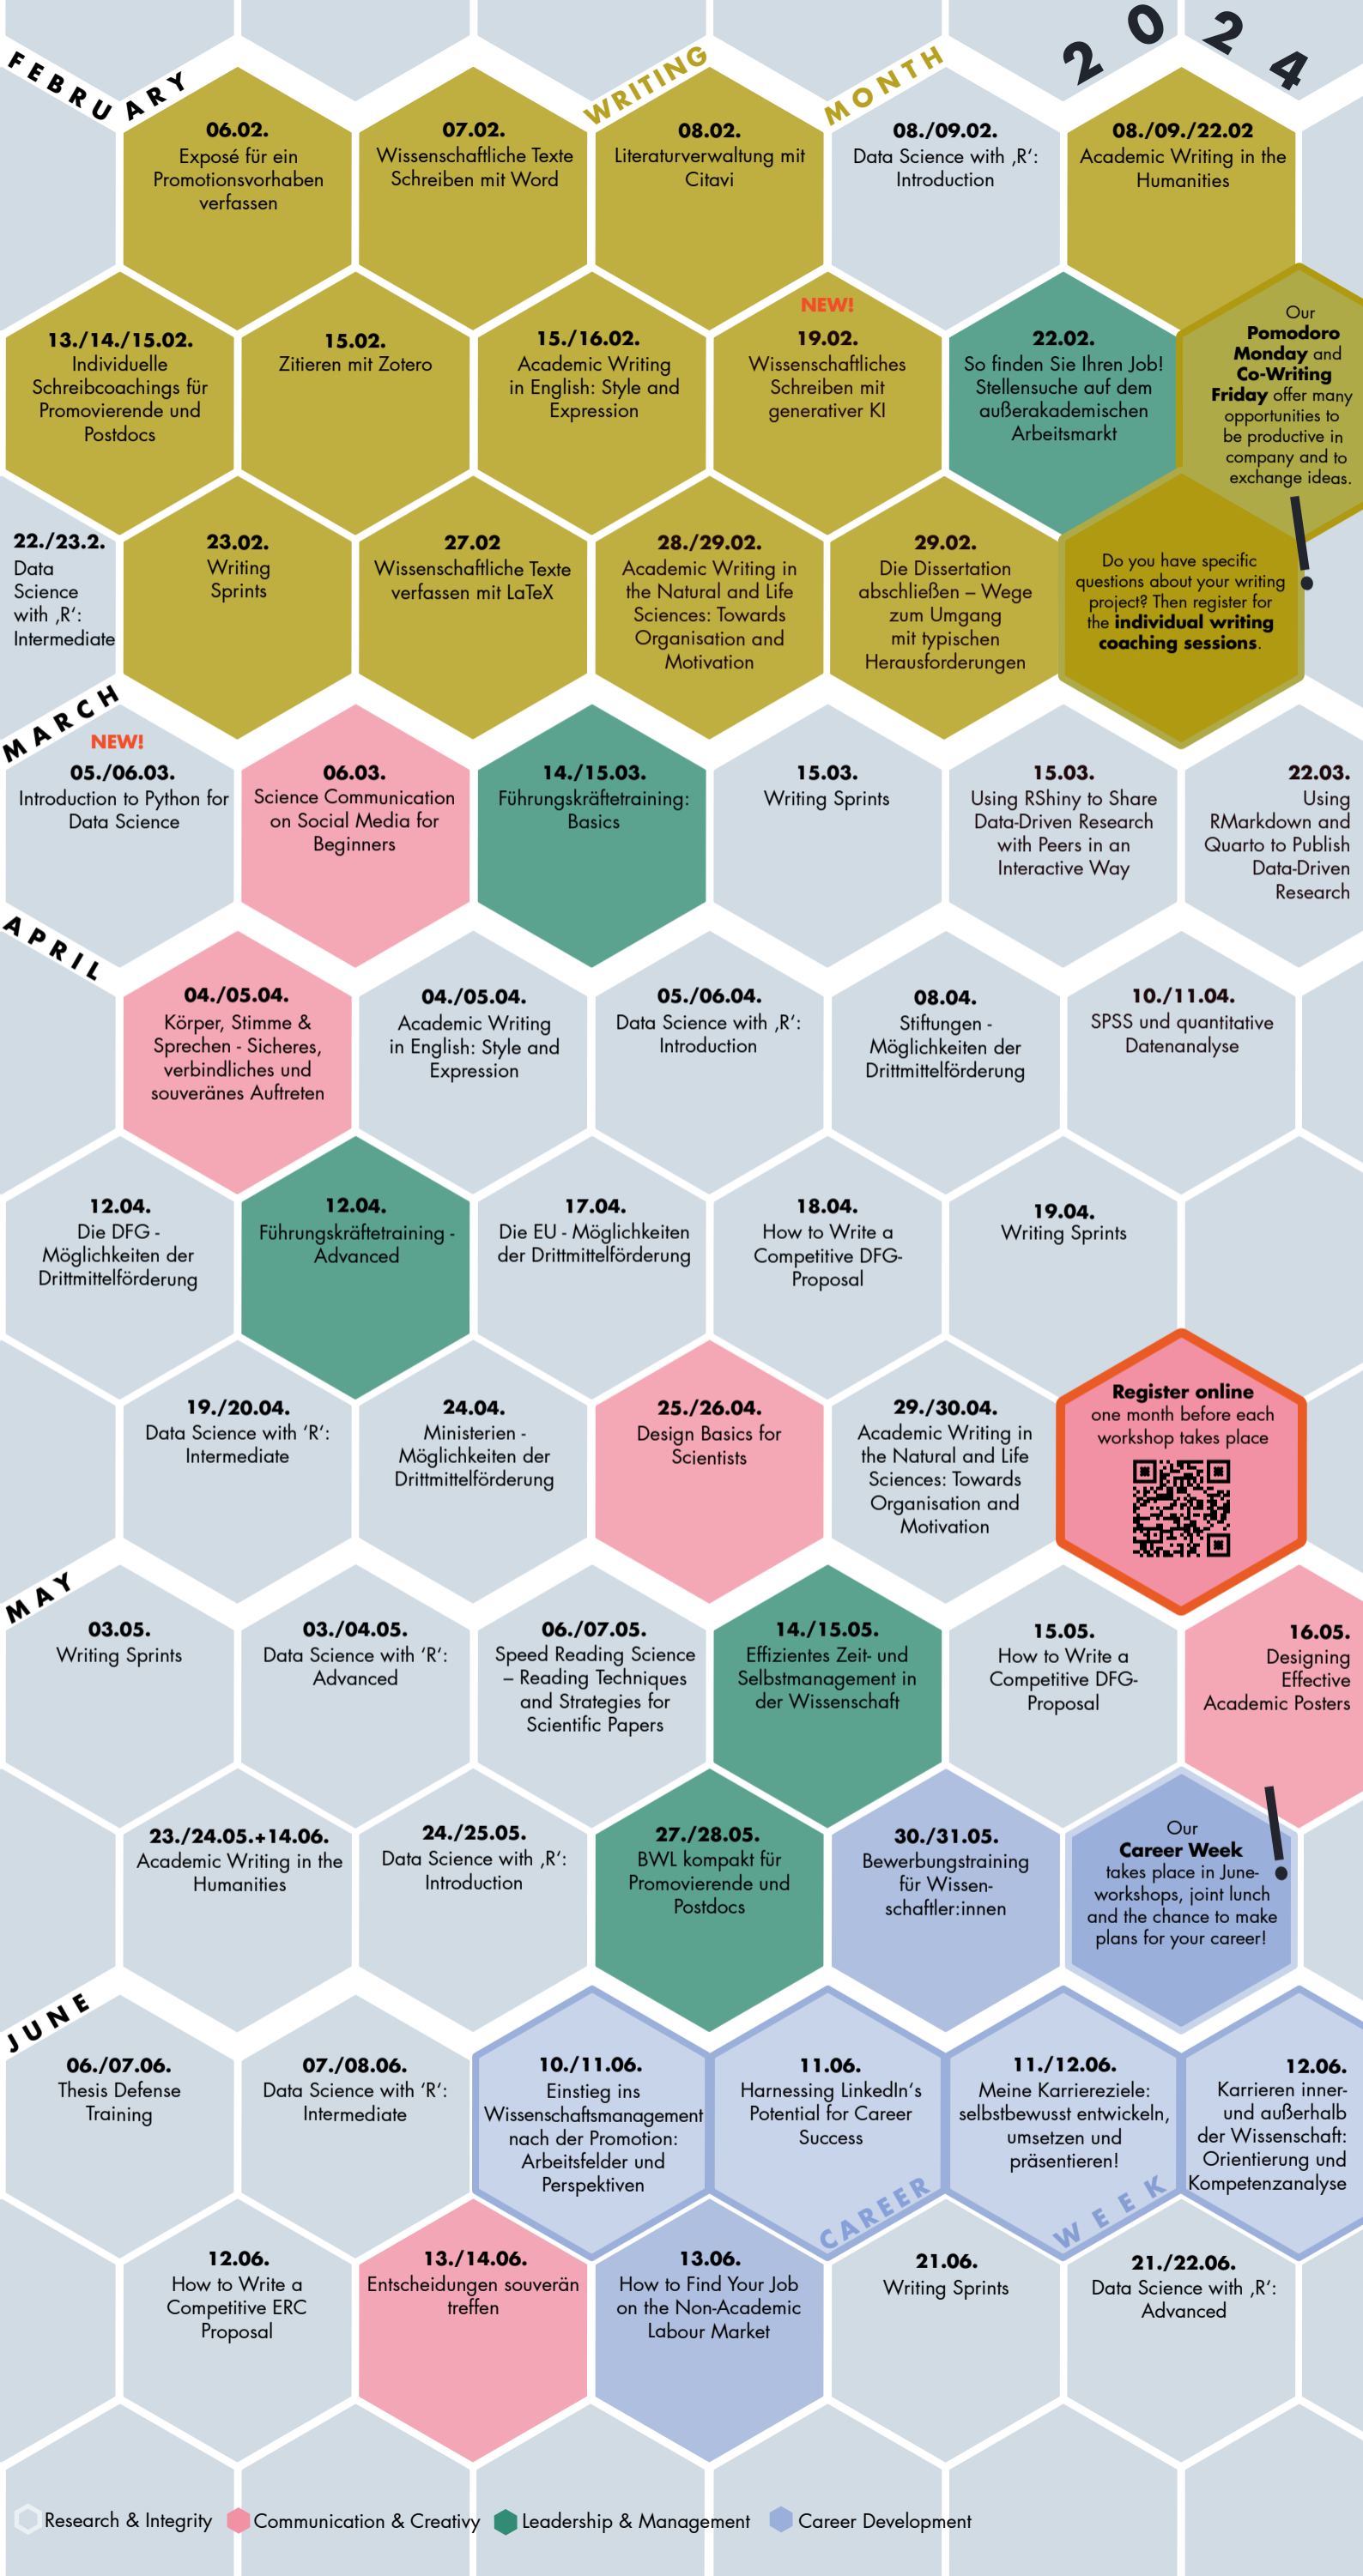 2024
FEBRUARY
WRITING MONTH
06.02.
Exposé für ein
Promotionsvorhaben
verfassen
07.02.
Wissenschaftliche Texte
Schreiben mit Word
08.02.
Literaturverwaltung mit
Citavi
08./09.02.
Data Science with ‚R‘:
Introduction
08./09./22.02
Academic Writing in the
Humanities
13./14./15.02.
Individuelle
Schreibcoachings für
Promovierende und
Postdocs
15.02.
Zitieren mit Zotero
15./16.02.
Academic Writing
in English: Style and
Expression
NEW!
19.02.
Wissenschaftliches
Schreiben mit
generativer KI
22.02.
So finden Sie Ihren Job!
Stellensuche auf dem
außerakademischen
Arbeitsmarkt
Our
Pomodoro
Monday and
Co-Writing
Friday offer many
opportunities to
be productive in
company and to
exchange ideas.
!
22./23.2.
Data
Science
with ‚R‘:
Intermediate
23.02.
Writing
Sprints
27.02
Wissenschaftliche Texte
verfassen mit LaTeX
28./29.02.
Academic Writing in
the Natural and Life
Sciences: Towards
Organisation and
Motivation
29.02.
Die Dissertation
abschließen – Wege
zum Umgang
mit typischen
Herausforderungen
Do you have specific
questions about your writing
project? Then register for
the individual writing
coaching sessions.
MARCH
NEW!
05./06.03.
Introduction to Python for
Data Science
06.03.
Science Communication
on Social Media for
Beginners
14./15.03.
Führungskräftetraining:
Basics
15.03.
Writing Sprints
15.03.
Using RShiny to Share
Data-Driven Research
with Peers in an
Interactive Way
22.03.
Using
RMarkdown and
Quarto to Publish
Data-Driven
Research
APRIL
04./05.04.
Körper, Stimme &
Sprechen - Sicheres,
verbindliches und
souveränes Auftreten
04./05.04.
Academic Writing
in English: Style and
Expression
05./06.04.
Data Science with ‚R‘:
Introduction
08.04.
Stiftungen -
Möglichkeiten der
Drittmittelförderung
10./11.04.
SPSS und quantitative
Datenanalyse
12.04.
Die DFG -
Möglichkeiten der
Drittmittelförderung
12.04.
Führungskräftetraining -
Advanced
17.04.
Die EU - Möglichkeiten
der Drittmittelförderung
18.04.
How to Write a
Competitive DFG-
Proposal
19.04.
Writing Sprints
19./20.04.
Data Science with ‘R‘:
Intermediate
24.04.
Ministerien -
Möglichkeiten der
Drittmittelförderung
25./26.04.
Design Basics for
Scientists
29./30.04.
Academic Writing in
the Natural and Life
Sciences: Towards
Organisation and
Motivation
Register online
one month before each
workshop takes place
MAY
03.05.
Writing Sprints
03./04.05.
Data Science with ‘R‘:
Advanced
06./07.05.
Speed Reading Science
– Reading Techniques
and Strategies for
Scientific Papers
14./15.05.
Effizientes Zeit- und
Selbstmanagement in
der Wissenschaft
15.05.
How to Write a
Competitive DFG-
Proposal
16.05.
Designing
Effective
Academic Posters
23./24.05.+14.06.
Academic Writing in the
Humanities
24./25.05.
Data Science with ‚R‘:
Introduction
27./28.05.
BWL kompakt für
Promovierende und
Postdocs
30./31.05.
Bewerbungstraining
für Wissen-
schaftler:innen
Our
Career Week
takes place in June-
workshops, joint lunch
and the chance to make
plans for your career!
!
JUNE
06./07.06.
Thesis Defense
Training
07./08.06.
Data Science with ‘R‘:
Intermediate
10./11.06.
Einstieg ins
Wissenschaftsmanagement
nach der Promotion:
Arbeitsfelder und
Perspektiven
11.06.
Harnessing LinkedIn‘s
Potential for Career
Success
11./12.06.
Meine Karriereziele:
selbstbewusst entwickeln,
umsetzen und
präsentieren!
12.06.
Karrieren inner-
und außerhalb
der Wissenschaft:
Orientierung und
Kompetenzanalyse
CAREER WEEK
12.06.
How to Write a
Competitive ERC
Proposal
13./14.06.
Entscheidungen souverän
treffen
13.06.
How to Find Your Job
on the Non-Academic
Labour Market
21.06.
Writing Sprints
21./22.06.
Data Science with ‚R‘:
Advanced
Research & Integrity
Communication & Creativy
Leadership & Management
Career Development